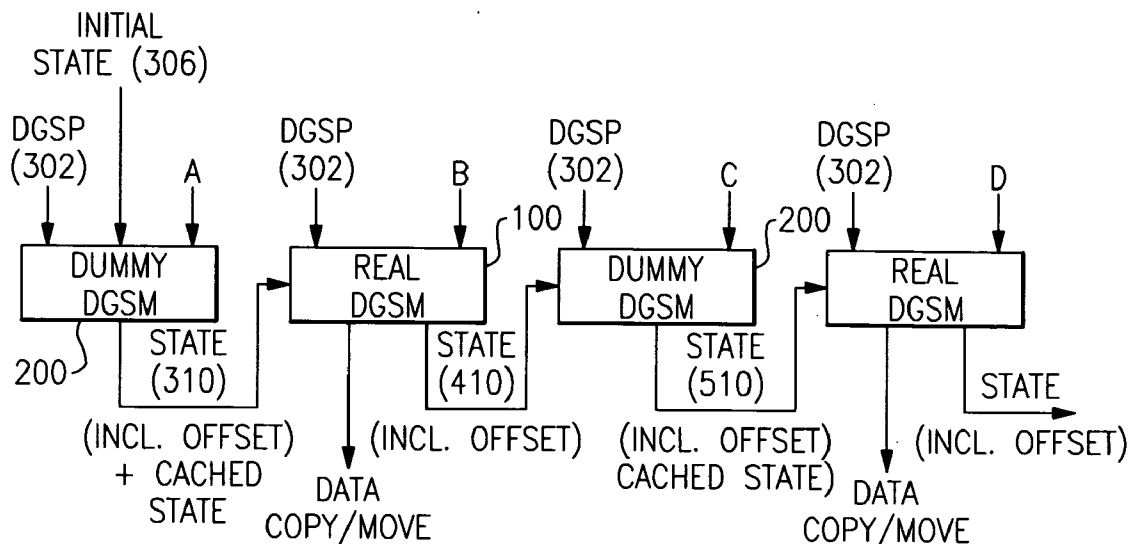 INITIAL
STATE (306)
DGSP
(302)
A
DGSP
(302)
B
DGSP
(302)
C
DGSP
(302)
D
100
200
DUMMY
DGSM
REAL
DGSM
DUMMY
DGSM
REAL
DGSM
200
STATE
(310)
STATE
(410)
STATE
(510)
STATE
(INCL. OFFSET)
+ CACHED
STATE
(INCL. OFFSET)
(INCL. OFFSET)
CACHED STATE)
(INCL. OFFSET)
DATA
COPY/MOVE
DATA
COPY/MOVE